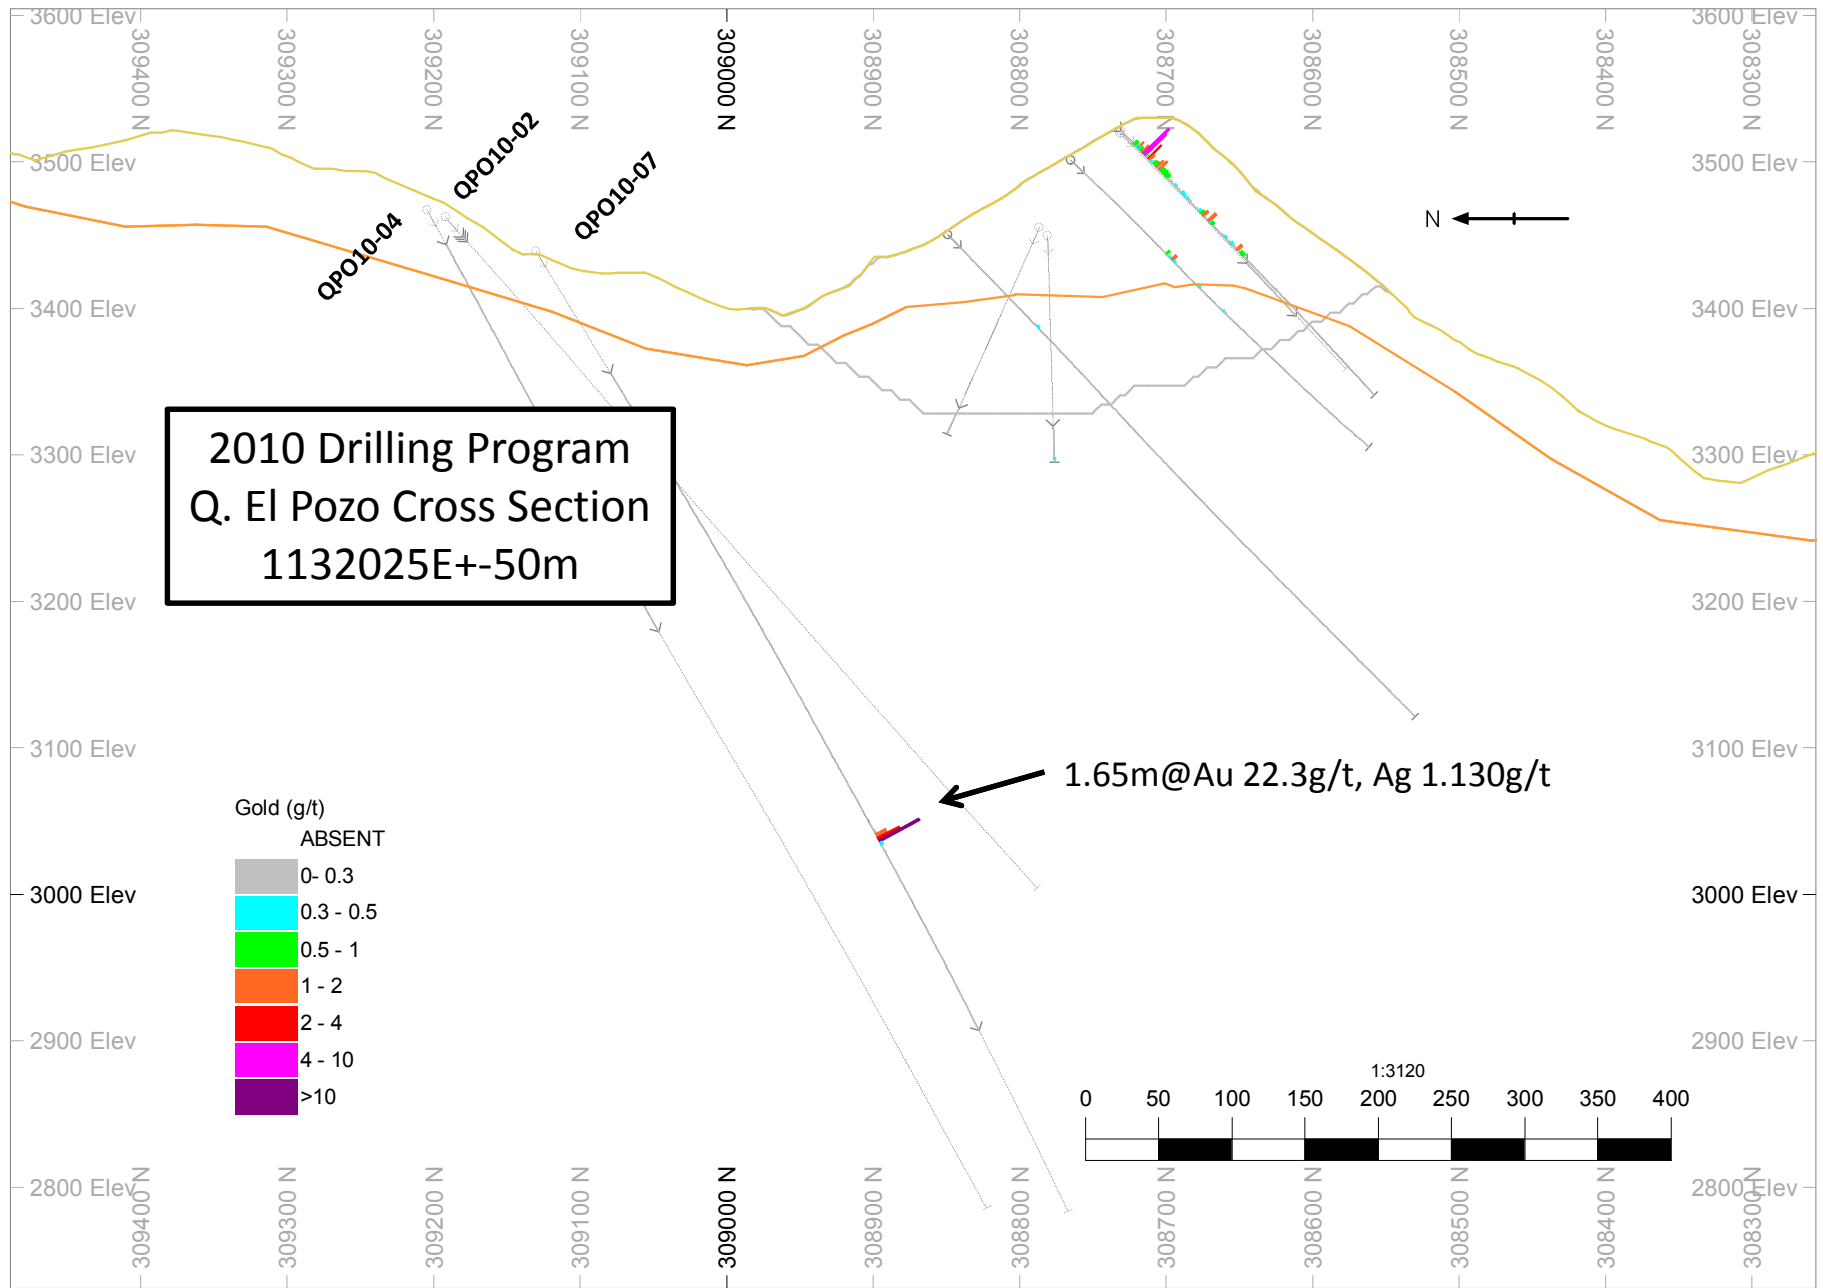 3600 Elev
3600 Elev
309400 N
309300 N
309200 N
309100 N
309000 N
308900 N
308800 N
308700 N
308600 N
308500 N
308400 N
308300 N
QPO10-02
QPO10-07
QPO10-04
3500 Elev
3500 Elev
N
3400 Elev
3400 Elev
3300 Elev
3300 Elev
2010 Drilling Program
Q. El Pozo Cross Section
1132025E+-50m
3200 Elev
3200 Elev
3100 Elev
3100 Elev
1.65m@Au 22.3g/t, Ag 1.130g/t
Gold (g/t)
ABSENT
0- 0.3
0.3 - 0.5
0.5 - 1
1 - 2
2 - 4
4 - 10
>10
3000 Elev
3000 Elev
2900 Elev
2900 Elev
1:3120
0 50 100 150 200 250 300 350 400
2800 Elev
2800 Elev
309400 N
309300 N
309200 N
309100 N
309000 N
308900 N
308800 N
308700 N
308600 N
308500 N
308400 N
308300 N